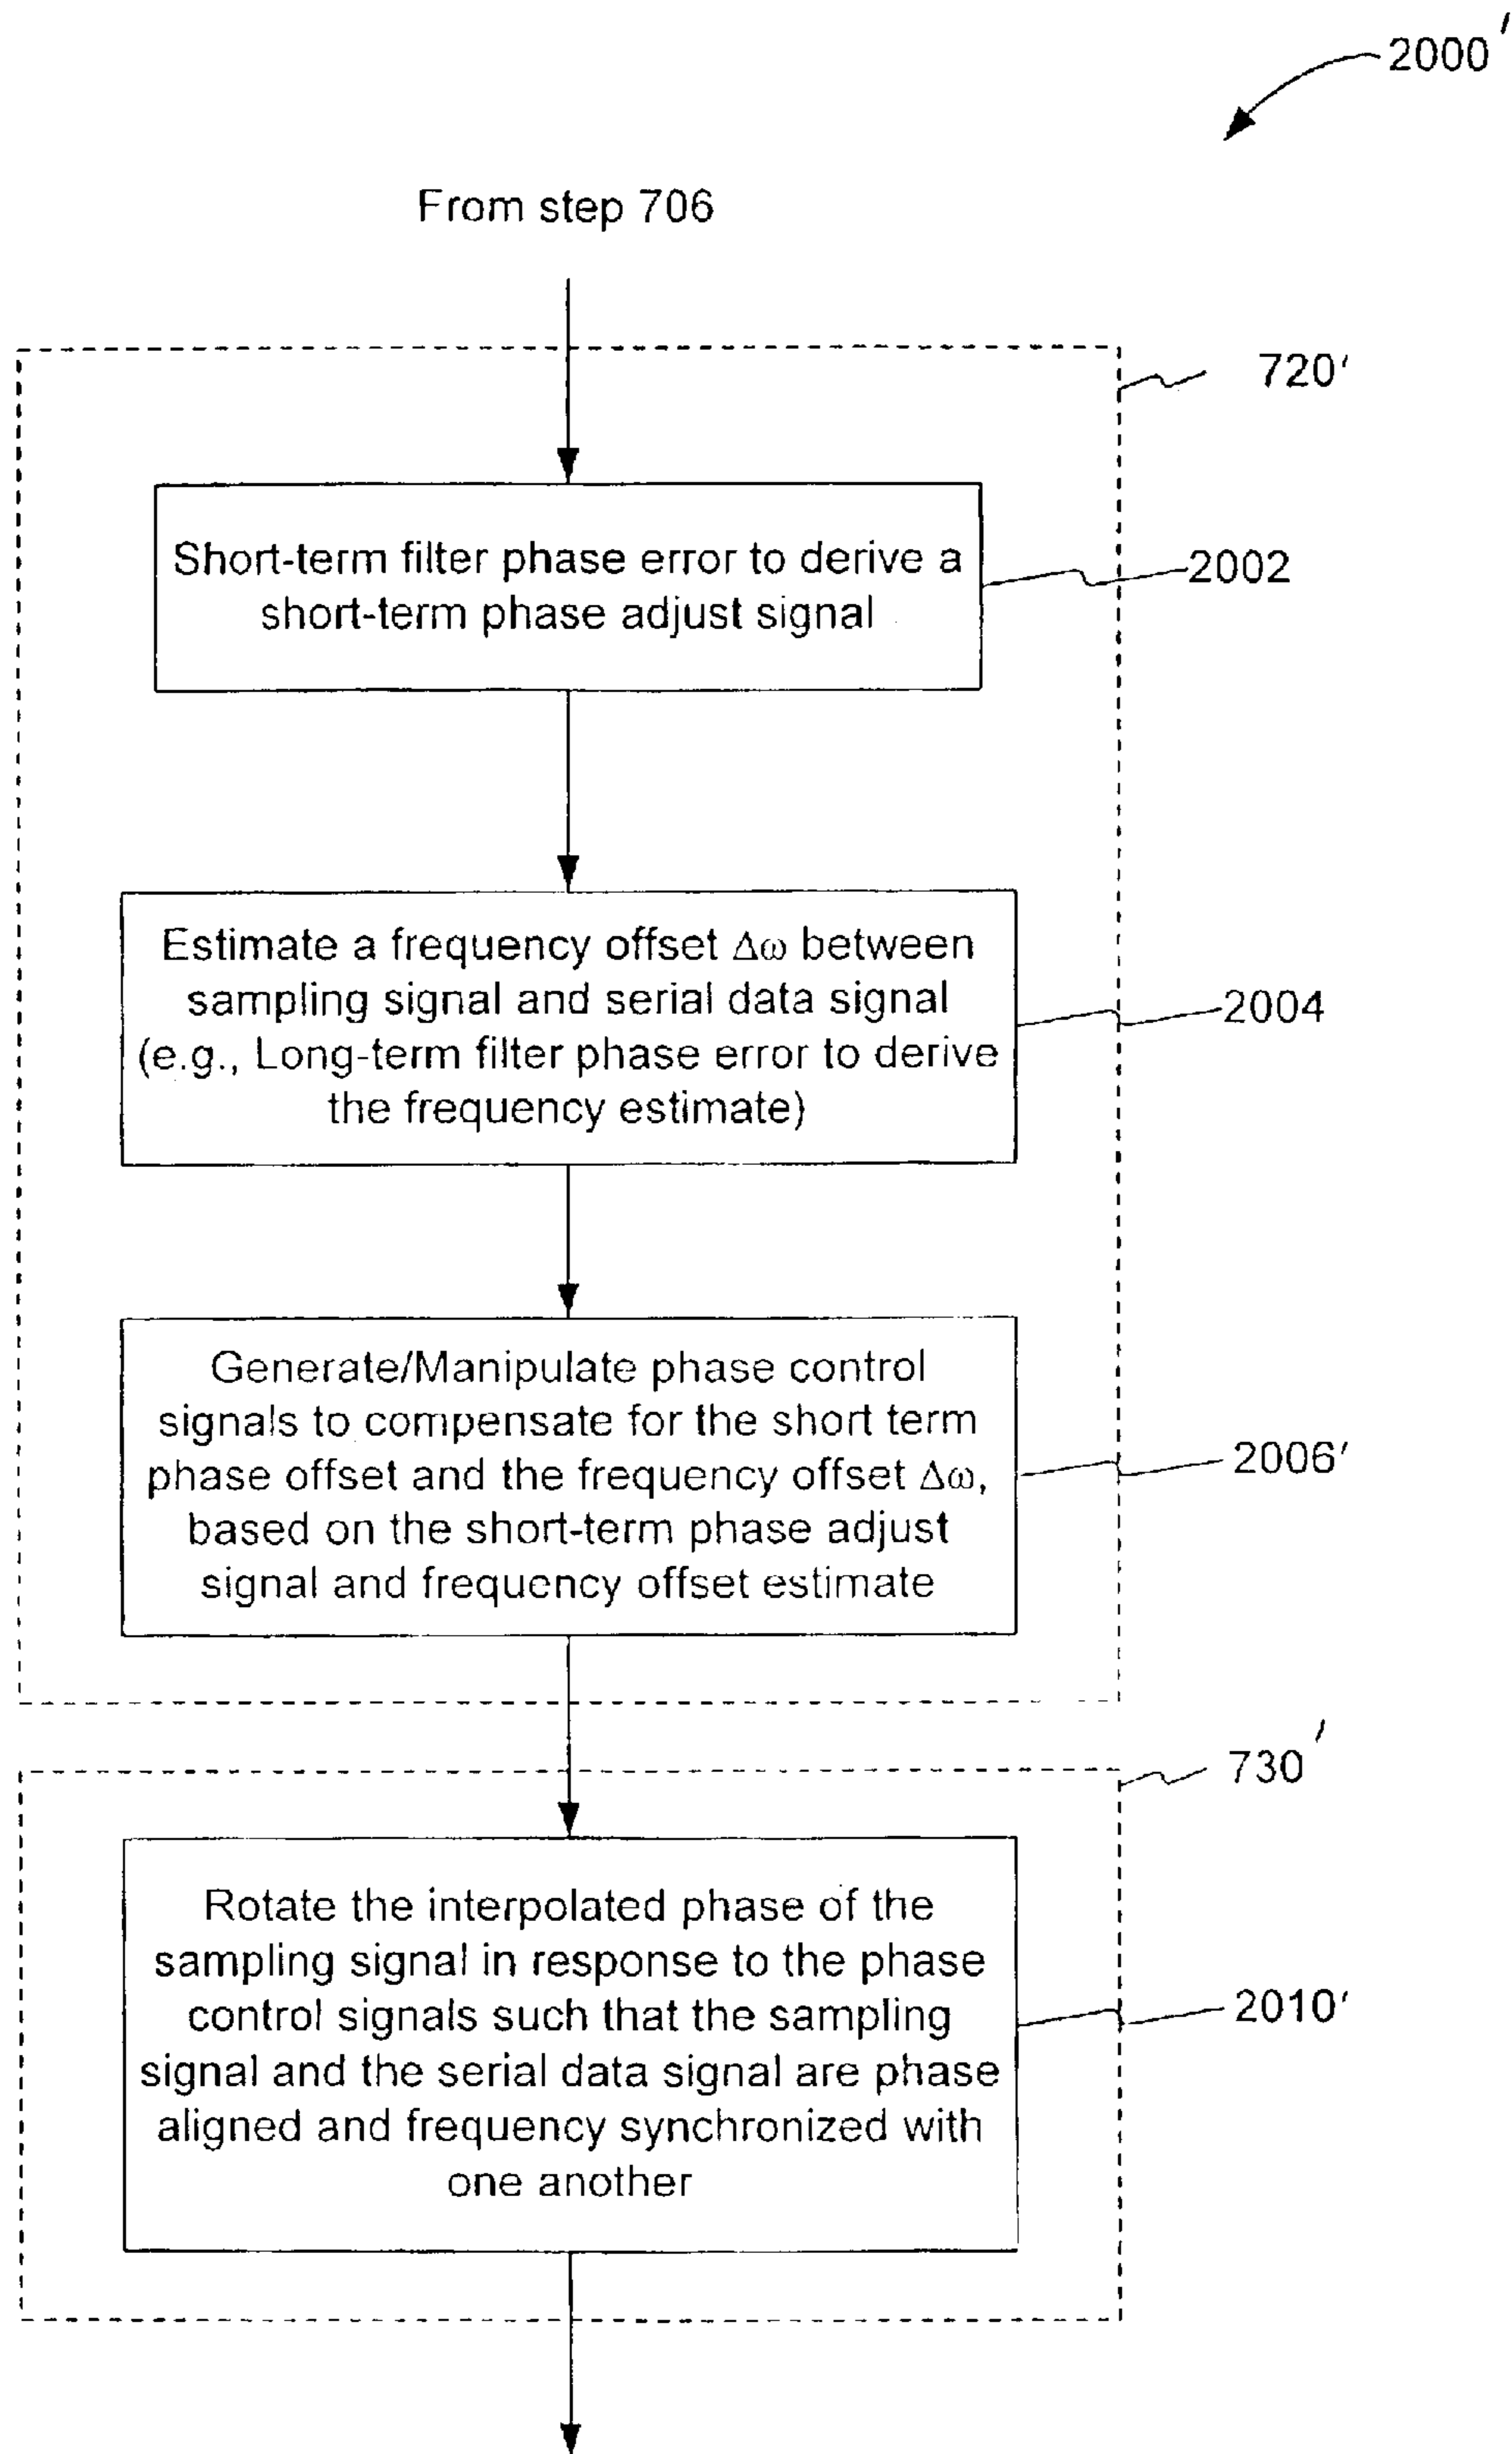 2000′
From step 706
720′
Short-term filter phase error to derive a
short-term phase adjust signal
2002
Estimate a frequency offset Δω between
sampling signal and serial data signal
(e.g., Long-term filter phase error to derive
the frequency estimate)
2004
Generate/Manipulate phase control
signals to compensate for the short term
phase offset and the frequency offset Δω,
based on the short-term phase adjust
signal and frequency offset estimate
2006′
730′
Rotate the interpolated phase of the
sampling signal in response to the phase
control signals such that the sampling
signal and the serial data signal are phase
aligned and frequency synchronized with
one another
2010′